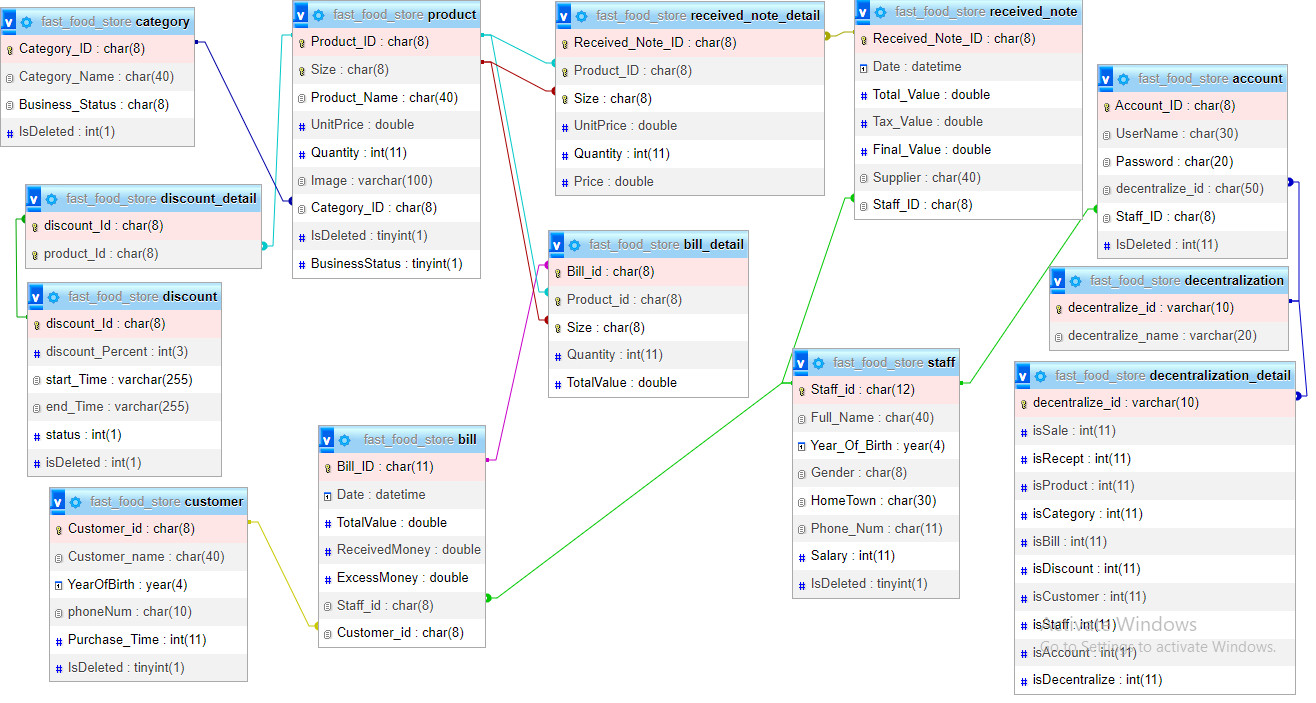 fast_food_store category
Category_ID : char(8)
Category_Name : char(40)
Business_Status : char(8)
IsDeleted : int(1)
fast_food_store product
Product_ID : char(8)
Size : char(8)
Product_Name : char(40)
UnitPrice : double
Quantity : int(11)
Image : varchar(100)
Category_ID : char(8)
IsDeleted : tinyint(1)
BusinessStatus : tinyint(1)
fast_food_store received_note_detail
Received_Note_ID : char(8)
Product_ID : char(8)
Size : char(8)
UnitPrice : double
Quantity : int(11)
Price : double
fast_food_store received_note
Received_Note_ID : char(8)
Date : datetime
Total_Value : double
Tax_Value : double
Final_Value : double
Supplier : char(40)
Staff_ID : char(8)
fast_food_store account
Account_ID : char(8)
UserName : char(30)
Password : char(20)
decentralize_id : char(50)
Staff_ID : char(8)
IsDeleted : int(11)
fast_food_store discount_detail
discount_Id : char(8)
product_Id : char(8)
fast_food_store discount
discount_Id : char(8)
discount_Percent : int(3)
start_Time : varchar(255)
end_Time : varchar(255)
status : int(1)
isDeleted : int(1)
fast_food_store bill_detail
Bill_id : char(8)
Product_id : char(8)
Size : char(8)
Quantity : int(11)
TotalValue : double
fast_food_store decentralization
decentralize_id : varchar(10)
decentralize_name : varchar(20)
fast_food_store staff
Staff_id : char(12)
Full_Name : char(40)
Year_Of_Birth : year(4)
Gender : char(8)
HomeTown : char(30)
Phone_Num : char(11)
Salary : int(11)
IsDeleted : tinyint(1)
fast_food_store decentralization_detail
decentralize_id : varchar(10)
isSale : int(11)
isRecept : int(11)
isProduct : int(11)
isCategory : int(11)
isBill : int(11)
isDiscount : int(11)
isCustomer : int(11)
isStaff : int(11)
isAccount : int(11)
isDecentralize : int(11)
fast_food_store bill
Bill_ID : char(11)
Date : datetime
TotalValue : double
ReceivedMoney : double
ExcessMoney : double
Staff_id : char(8)
Customer_id : char(8)
fast_food_store customer
Customer_id : char(8)
Customer_name : char(40)
YearOfBirth : year(4)
phoneNum : char(10)
Purchase_Time : int(11)
IsDeleted : tinyint(1)
Activate Windows
Go to Settings to activate Windows.